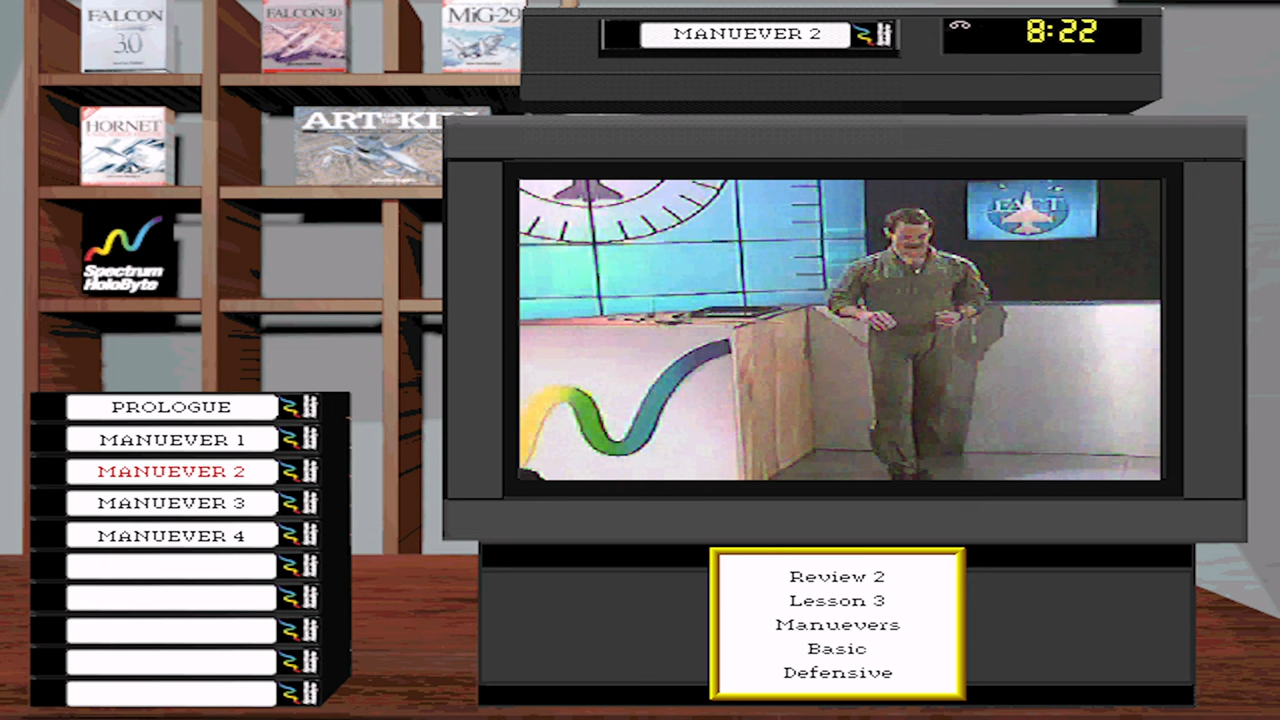 FALCON
3.0
FALCON 3.0
MiG-29
MANUEVER 2
8:22
HORNET
ART OF THE KILL
FACT
Spectrum
HoloByte
PROLOGUE
MANUEVER 1
MANUEVER 2
MANUEVER 3
MANUEVER 4
Review 2
Lesson 3
Manuevers
Basic
Defensive